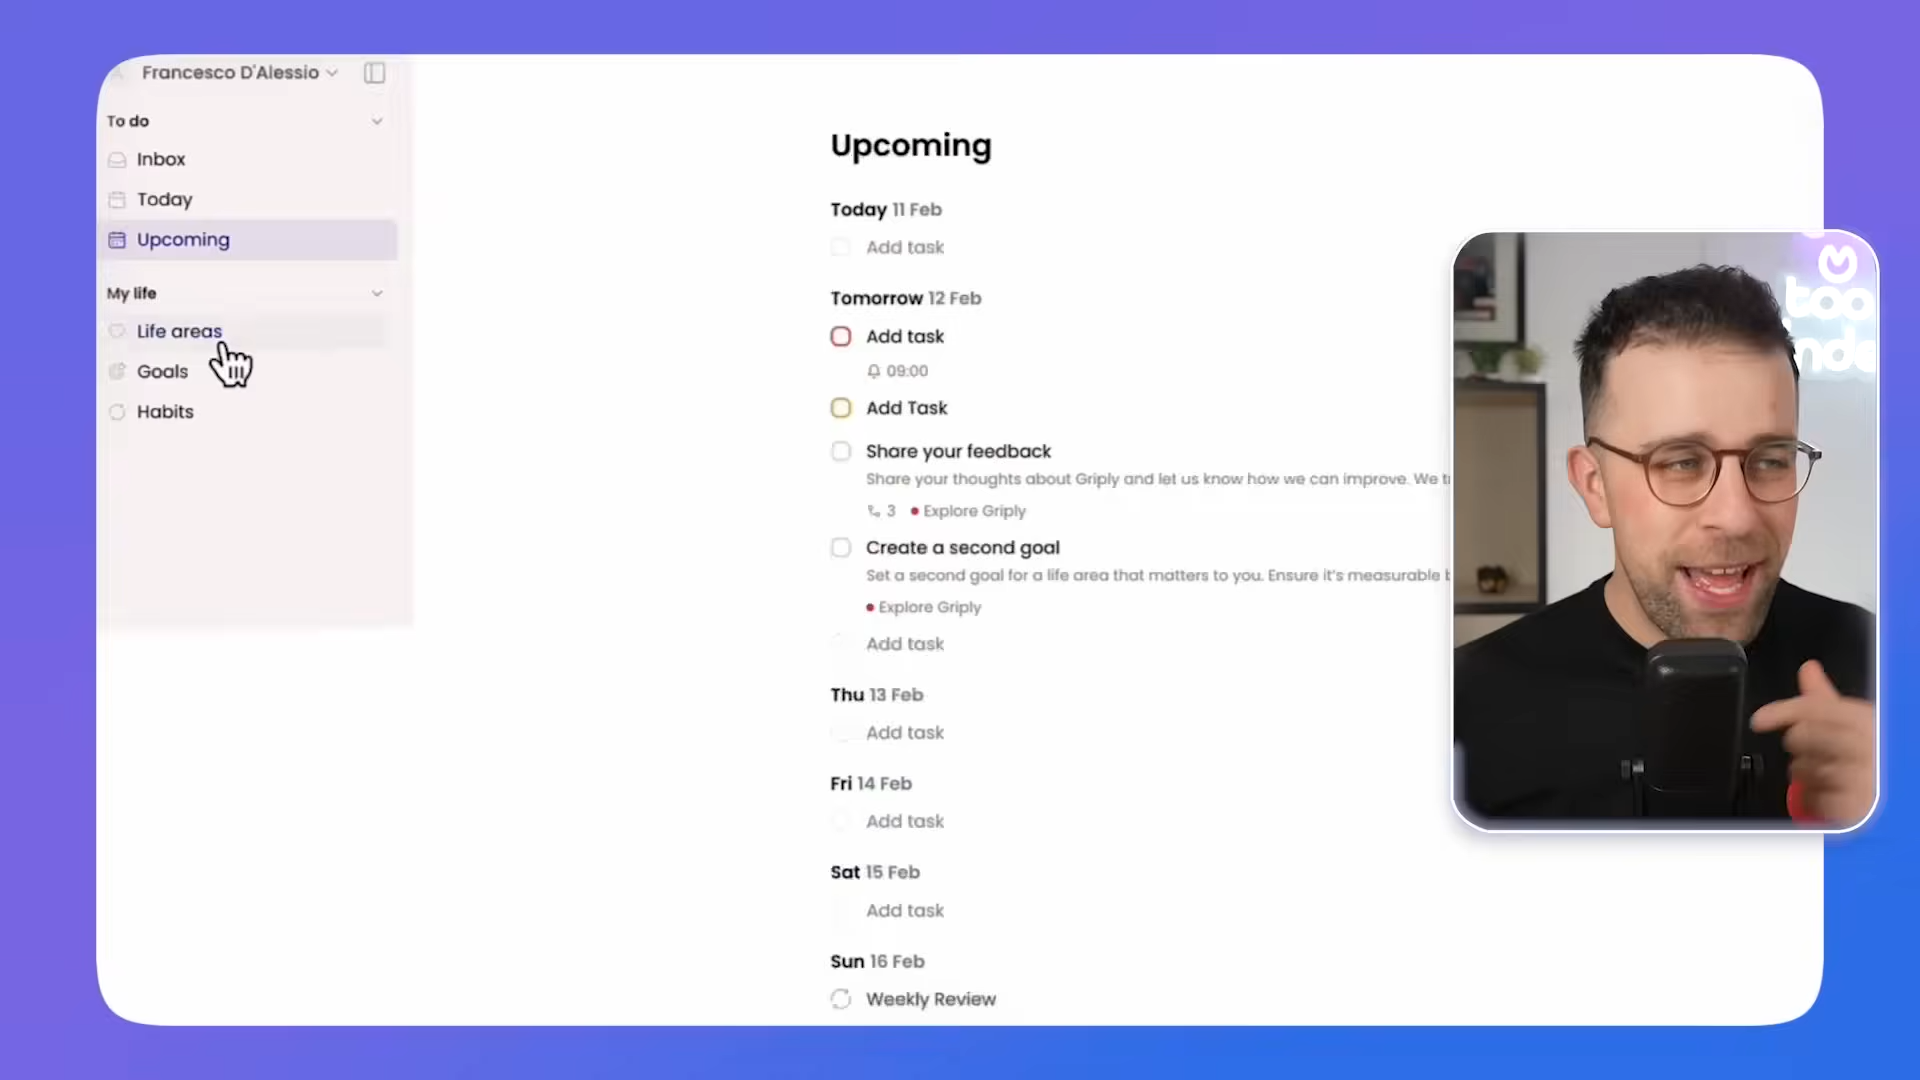 Francesco D'Alessio
To do
Inbox
Today
Upcoming
My life
Life areas
Goals
Habits
Upcoming
Today 11 Feb
Add task
Tomorrow 12 Feb
Add task
09:00
Add Task
Share your feedback
Share your thoughts about Griply and let us know how we can improve. We
3 Explore Griply
Create a second goal
Set a second goal for a life area that matters to you. Ensure it's measurable
Explore Griply
Add task
Thu 13 Feb
Add task
Fri 14 Feb
Add task
Sat 15 Feb
Add task
Sun 16 Feb
Weekly Review